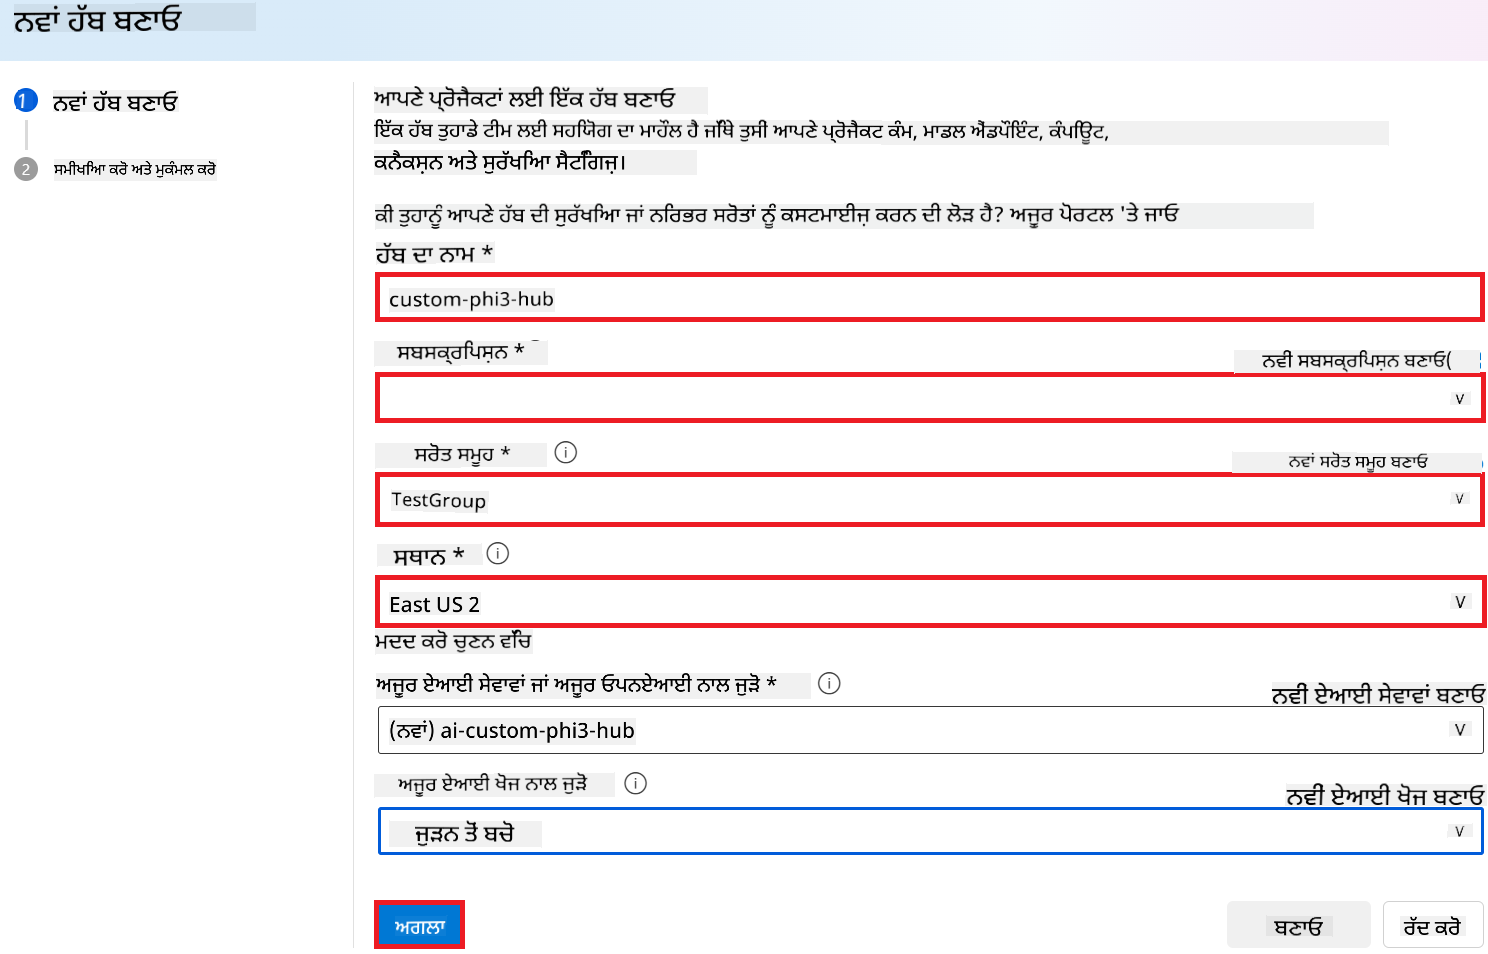 ਨਵਾਂ ਹੱਬ ਬਣਾਓ
1 ਨਵਾਂ ਹੱਬ ਬਣਾਓ
2 ਸਮੀਖਿਆ ਕਰੋ ਅਤੇ ਮੁਕੰਮਲ ਕਰੋ
ਆਪਣੇ ਪ੍ਰੋਜੈਕਟਾਂ ਲਈ ਇੱਕ ਹੱਬ ਬਣਾਓ
ਇੱਕ ਹੱਬ ਤੁਹਾਡੇ ਟੀਮ ਲਈ ਸਹਿਯੋਗ ਦਾ ਮਾਹੌਲ ਹੈ ਜਿੱਥੇ ਤੁਸੀਂ ਆਪਣੇ ਪ੍ਰੋਜੈਕਟ ਕੰਮ, ਮਾਡਲ ਐਂਡਪੌਇੰਟ, ਕੰਪਿਊਟ,
ਕਨੈਕਸ਼ਨ ਅਤੇ ਸੁਰੱਖਿਆ ਸੈਟਿੰਗਜ਼।
ਕੀ ਤੁਹਾਨੂੰ ਆਪਣੇ ਹੱਬ ਦੀ ਸੁਰੱਖਿਆ ਜਾਂ ਨਿਰਭਰ ਸਰੋਤਾਂ ਨੂੰ ਕਸਟਮਾਈਜ਼ ਕਰਨ ਦੀ ਲੋੜ ਹੈ? ਅਜੂਰ ਪੋਰਟਲ 'ਤੇ ਜਾਓ
ਹੱਬ ਦਾ ਨਾਮ *
custom-phi3-hub
ਸਬਸਕ੍ਰਿਪਸ਼ਨ *
ਨਵੀਂ ਸਬਸਕ੍ਰਿਪਸ਼ਨ ਬਣਾਓ(
ਸਰੋਤ ਸਮੂਹ *
ਨਵਾਂ ਸਰੋਤ ਸਮੂਹ ਬਣਾਓ
TestGroup
ਸਥਾਨ *
East US 2
ਮਦਦ ਕਰੋ ਚੁਣਨ ਵਿੱਚ
ਅਜੂਰ ਏਆਈ ਸੇਵਾਵਾਂ ਜਾਂ ਅਜੂਰ ਓਪਨਏਆਈ ਨਾਲ ਜੁੜੋ *
ਨਵੀਂ ਏਆਈ ਸੇਵਾਵਾਂ ਬਣਾਓ
(ਨਵਾਂ) ai-custom-phi3-hub
ਅਜੂਰ ਏਆਈ ਖੋਜ ਨਾਲ ਜੁੜੋ
ਨਵੀਂ ਏਆਈ ਖੋਜ ਬਣਾਓ
ਜੁੜਨ ਤੋਂ ਬਚੋ
ਅਗਲਾ
ਬਣਾਓ
ਰੱਦ ਕਰੋ